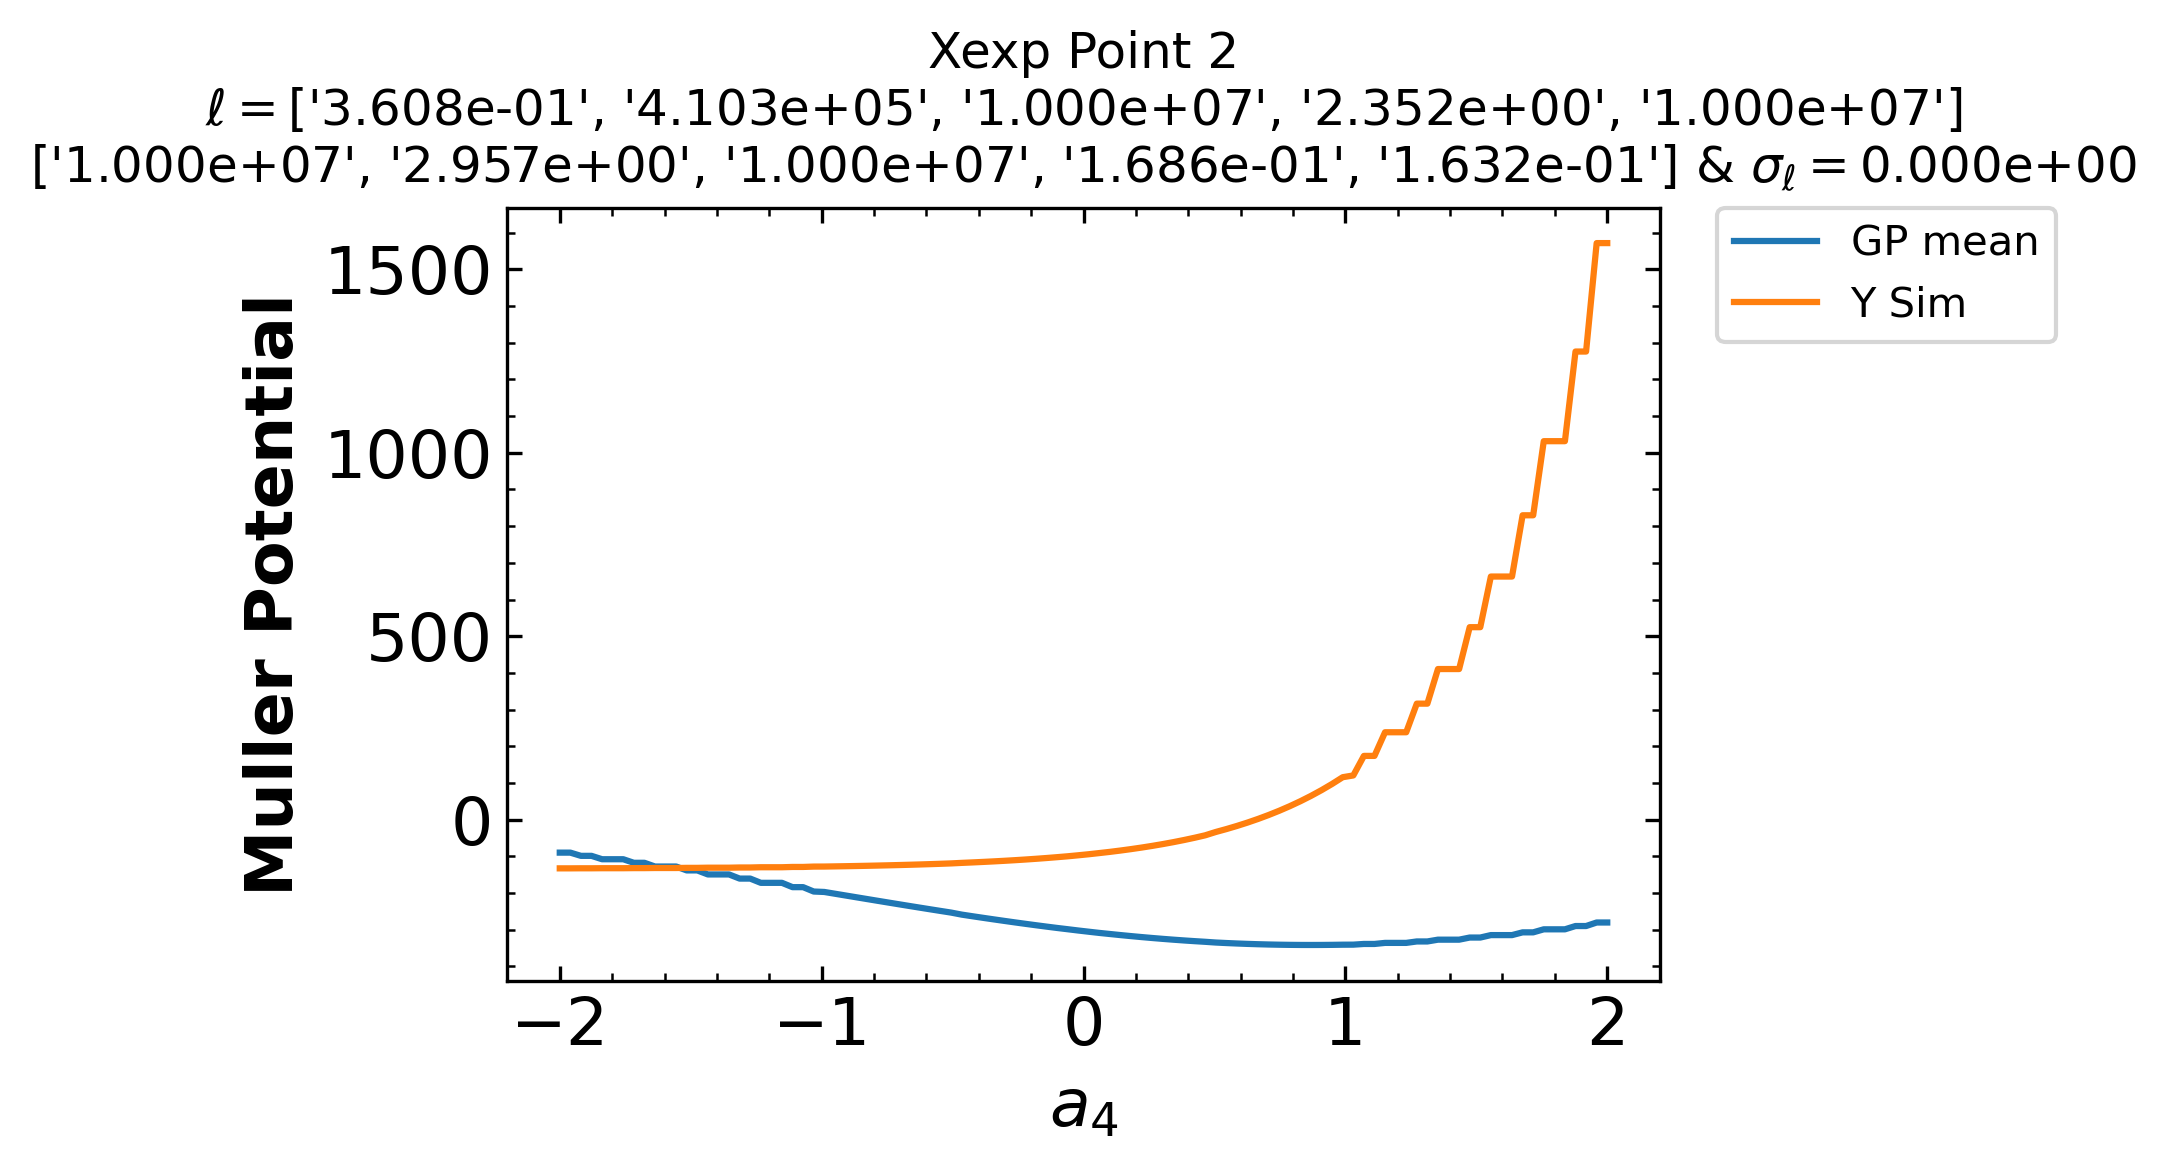 Xexp Point 2
ℓ = ['3.608e-01', '4.103e+05', '1.000e+07', '2.352e+00', '1.000e+07']
['1.000e+07', '2.957e+00', '1.000e+07', '1.686e-01', '1.632e-01'] & σ_ℓ = 0.000e+00
GP mean
Y Sim
Muller Potential
1500
1000
500
0
−2
−1
0
1
2
a₄